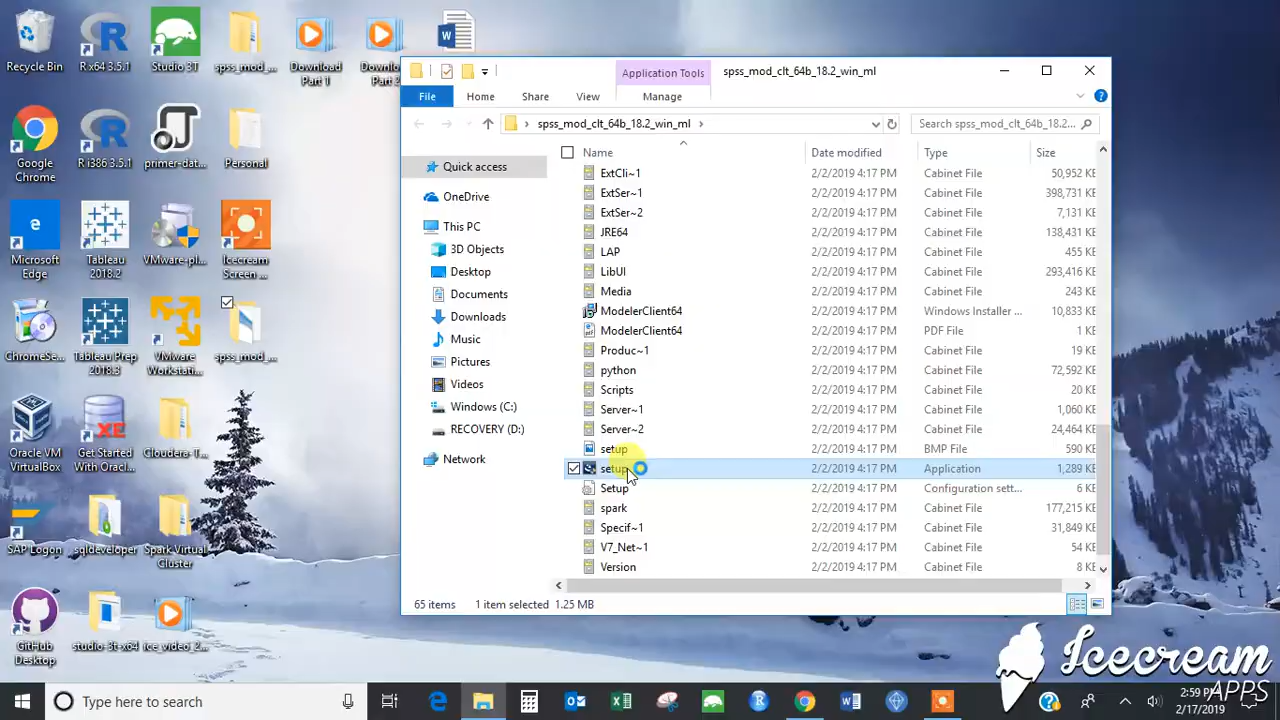 Recycle Bin
R x64 3.5.1
Studio 3T
spss_mod_...
Download
Part 1
Downlo...
Part 2
Google
Chrome
R i386 3.5.1
primer-dat...
Personal
Microsoft
Edge
Tableau
2018.2
VMware-pl...
Icecream
Screen ...
ChromeSe...
Tableau Prep
2018.3
VMware
Workstati...
spss_mod_...
Oracle VM
VirtualBox
Get Started
With Oracl...
Cloudera-T...
SAP Logon
sqldeveloper
Spark Virtual
Cluster
GitHub
Desktop
studio-3t-x64
ice_video_2...
Application Tools
spss_mod_clt_64b_18.2_win_ml
File
Home
Share
View
Manage
spss_mod_clt_64b_18.2_win_ml
Search spss_mod_clt_64b_18.2...
Quick access
OneDrive
This PC
3D Objects
Desktop
Documents
Downloads
Music
Pictures
Videos
Windows (C:)
RECOVERY (D:)
Network
Name Date modified Type Size
ExtCli~1 2/2/2019 4:17 PM Cabinet File 50,952 KB
ExtSer~1 2/2/2019 4:17 PM Cabinet File 398,731 KB
ExtSer~2 2/2/2019 4:17 PM Cabinet File 7,131 KB
JRE64 2/2/2019 4:17 PM Cabinet File 138,431 KB
LAP 2/2/2019 4:17 PM Cabinet File 455 KB
LibUI 2/2/2019 4:17 PM Cabinet File 293,416 KB
Media 2/2/2019 4:17 PM Cabinet File 243 KB
ModelerClient64 2/2/2019 4:17 PM Windows Installer ... 10,833 KB
ModelerClient64 2/2/2019 4:17 PM PDF File 1 KB
Produc~1 2/2/2019 4:17 PM Cabinet File 19 KB
python 2/2/2019 4:17 PM Cabinet File 72,592 KB
Scripts 2/2/2019 4:17 PM Cabinet File 20 KB
Server~1 2/2/2019 4:17 PM Cabinet File 1,060 KB
Server~2 2/2/2019 4:17 PM Cabinet File 24,464 KB
setup 2/2/2019 4:17 PM BMP File 590 KB
setup 2/2/2019 4:17 PM Application 1,289 KB
Setup 2/2/2019 4:17 PM Configuration sett... 6 KB
spark 2/2/2019 4:17 PM Cabinet File 177,215 KB
Specif~1 2/2/2019 4:17 PM Cabinet File 31,849 KB
V7_Net~1 2/2/2019 4:17 PM Cabinet File 54 KB
Version 2/2/2019 4:17 PM Cabinet File 8 KB
65 items 1 item selected 1.25 MB
Icecream
APPS
Type here to search
2:59 P
2/17/2019